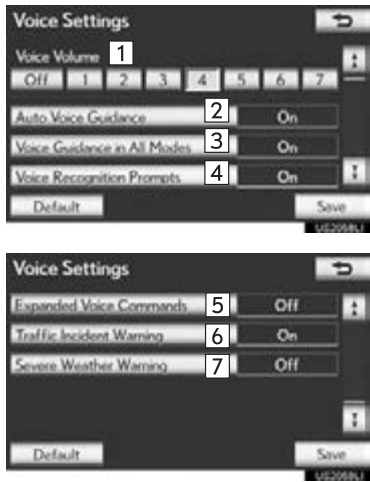 Voice Settings
Voice Volume 1
Off 1 2 3 4 5 6 7
Auto Voice Guidance 2 On
Voice Guidance in All Modes 3 On
Voice Recognition Prompts 4 On
Default Save
US2058LI
Voice Settings
Expanded Voice Commands 5 Off
Traffic Incident Warning 6 On
Severe Weather Warning 7 Off
Default Save